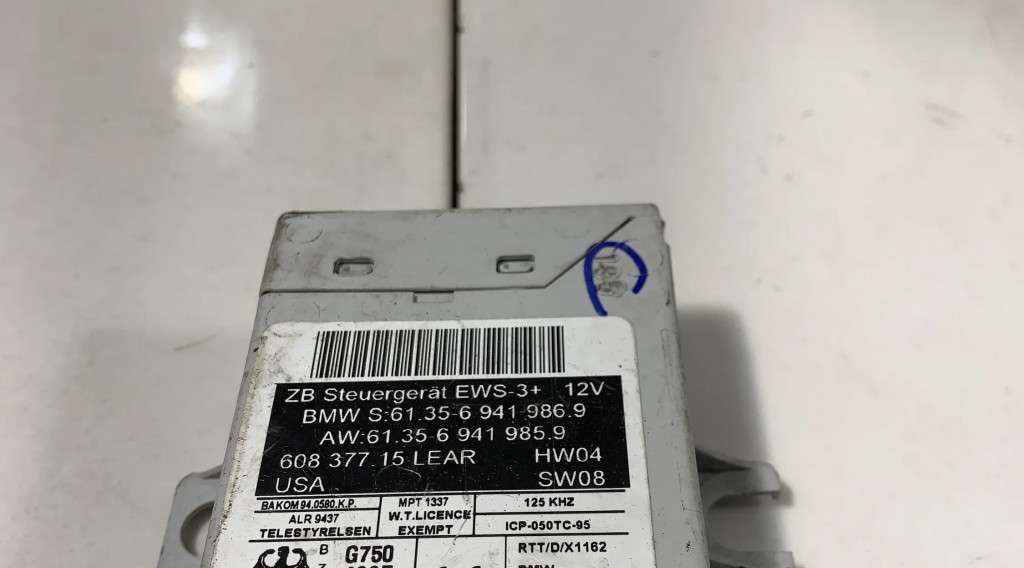 ZB Steuergerät EWS-3+ 12V
BMW S:61.35-6 941 986.9
AW:61.35 6 941 985.9
608 377.15 LEAR HW04
USA SW08
BAKOM 94.0580.K.P.
MPT 1337
125 KHZ
ALR 9437
W.T.LICENCE
TELESTYRELSEN
EXEMPT
ICP-050TC-95
B G750
RTT/D/X1162
BMW